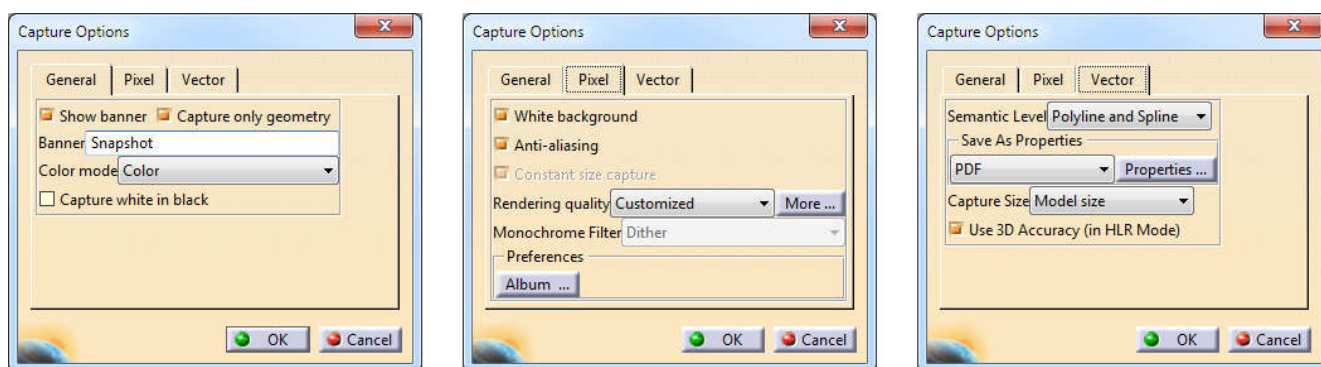 Capture Options
General Pixel Vector
Show banner Capture only geometry
Banner Snapshot
Color mode Color
Capture white in black
OK Cancel
Capture Options
General Pixel Vector
White background
Anti-aliasing
Constant size capture
Rendering quality Customized More ...
Monochrome Filter Dither
Preferences
Album ...
OK Cancel
Capture Options
General Pixel Vector
Semantic Level Polyline and Spline
Save As Properties
PDF Properties ...
Capture Size Model size
Use 3D Accuracy (in HLR Mode)
OK Cancel